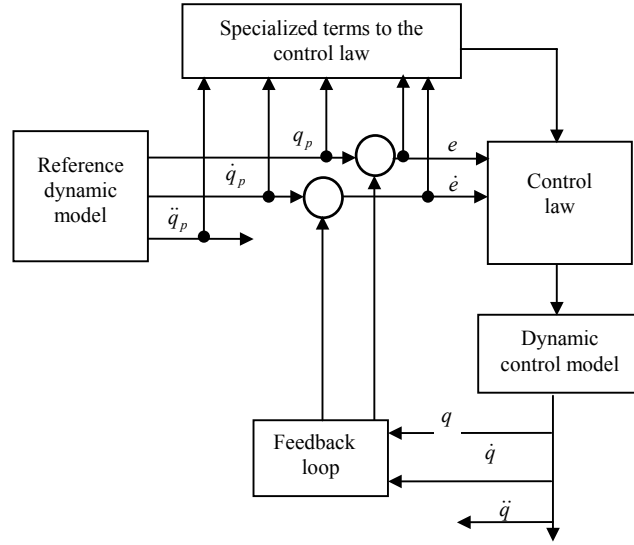 Specialized terms to the
control law
Reference
dynamic
model
q_p
q̇_p
q̈_p
e
ė
Control
law
Dynamic
control model
Feedback
loop
q
q̇
q̈